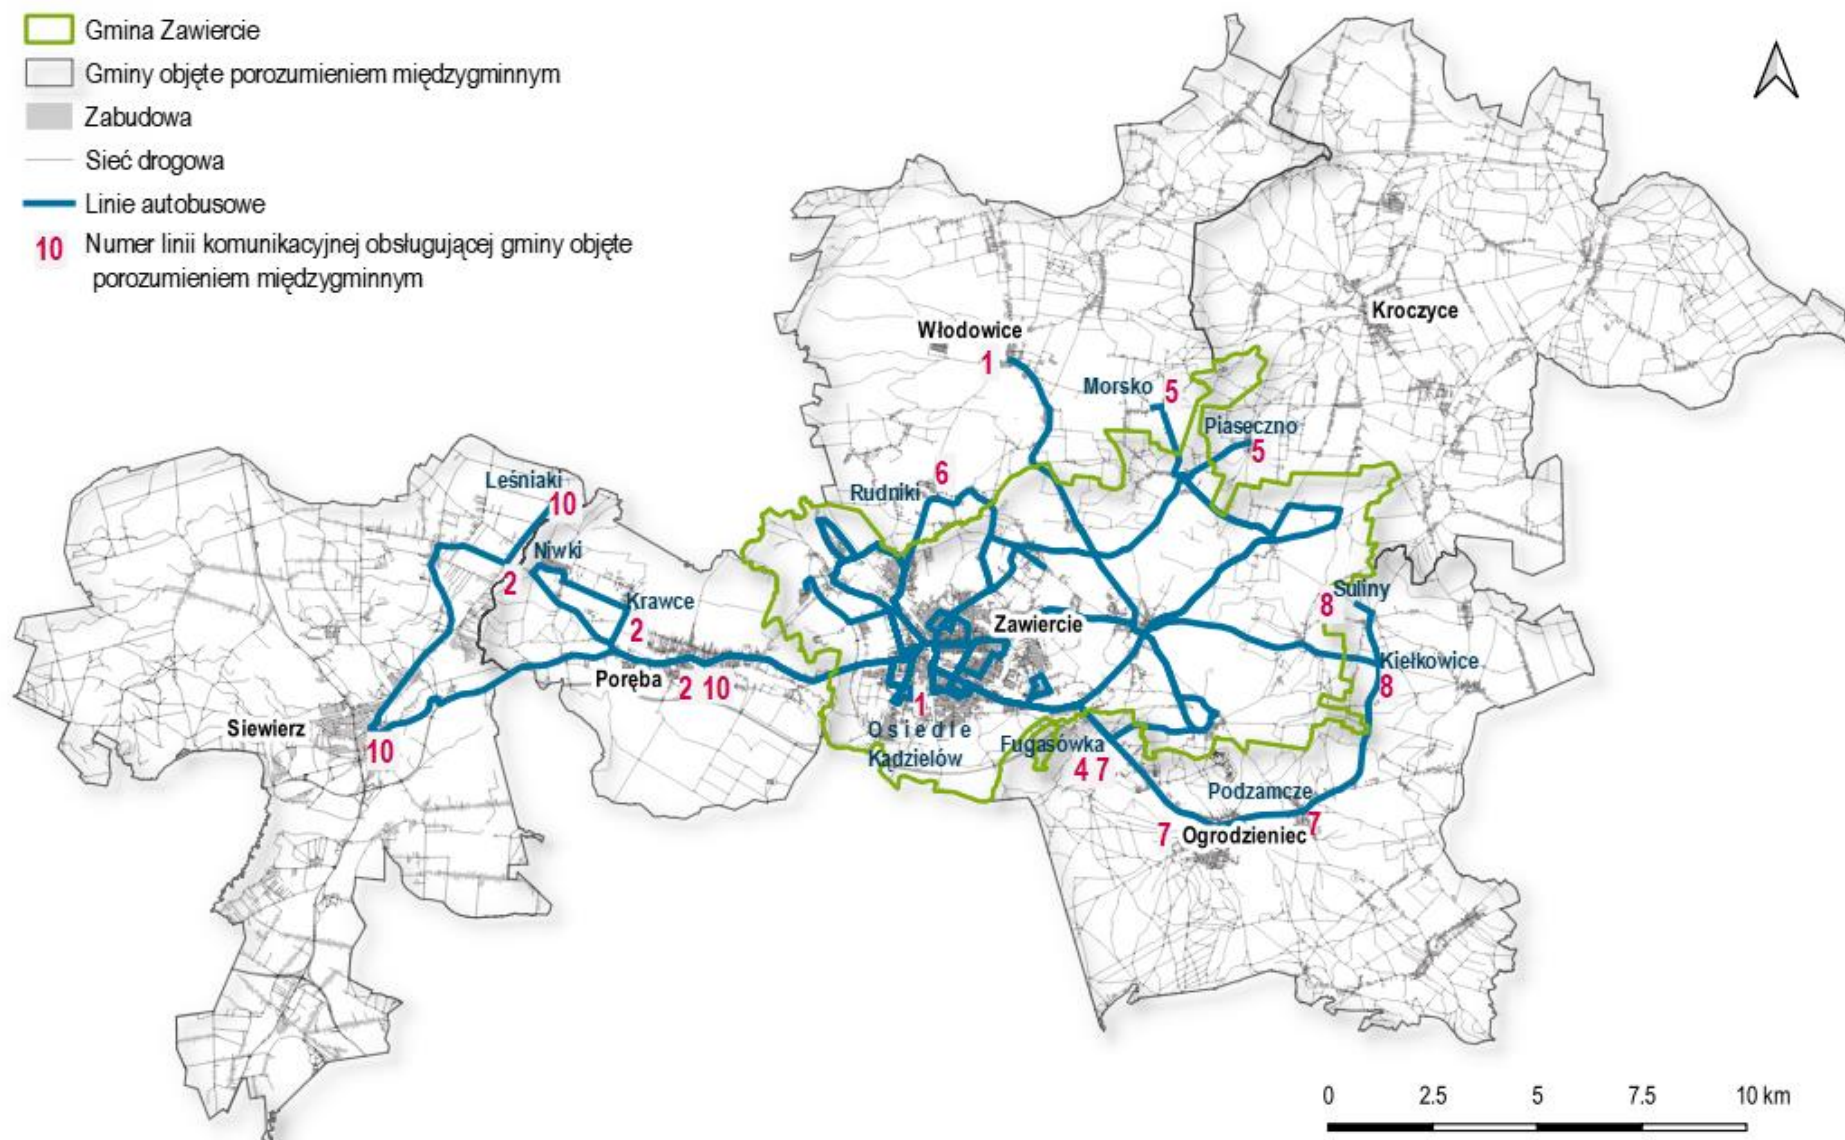 Gmina Zawiercie
Gminy objęte porozumieniem międzygminnym
Zabudowa
Sieć drogowa
Linie autobusowe
10 Numer linii komunikacyjnej obsługującej gminy objęte
porozumieniem międzygminnym
Kroczyce
Włodowice
1
Morsko 5
Piaseczno
5
6
Rudniki
Leśniaki
10
Niwki
2
Krawce
2
Suliny
8
Zawiercie
Kiełkowice
8
Poręba
2 10
1
Osiedle
Kądzielów
Siewierz
10
Fugasówka
4 7
Podzamcze
7
7 Ogrodzieniec
0 2.5 5 7.5 10 km